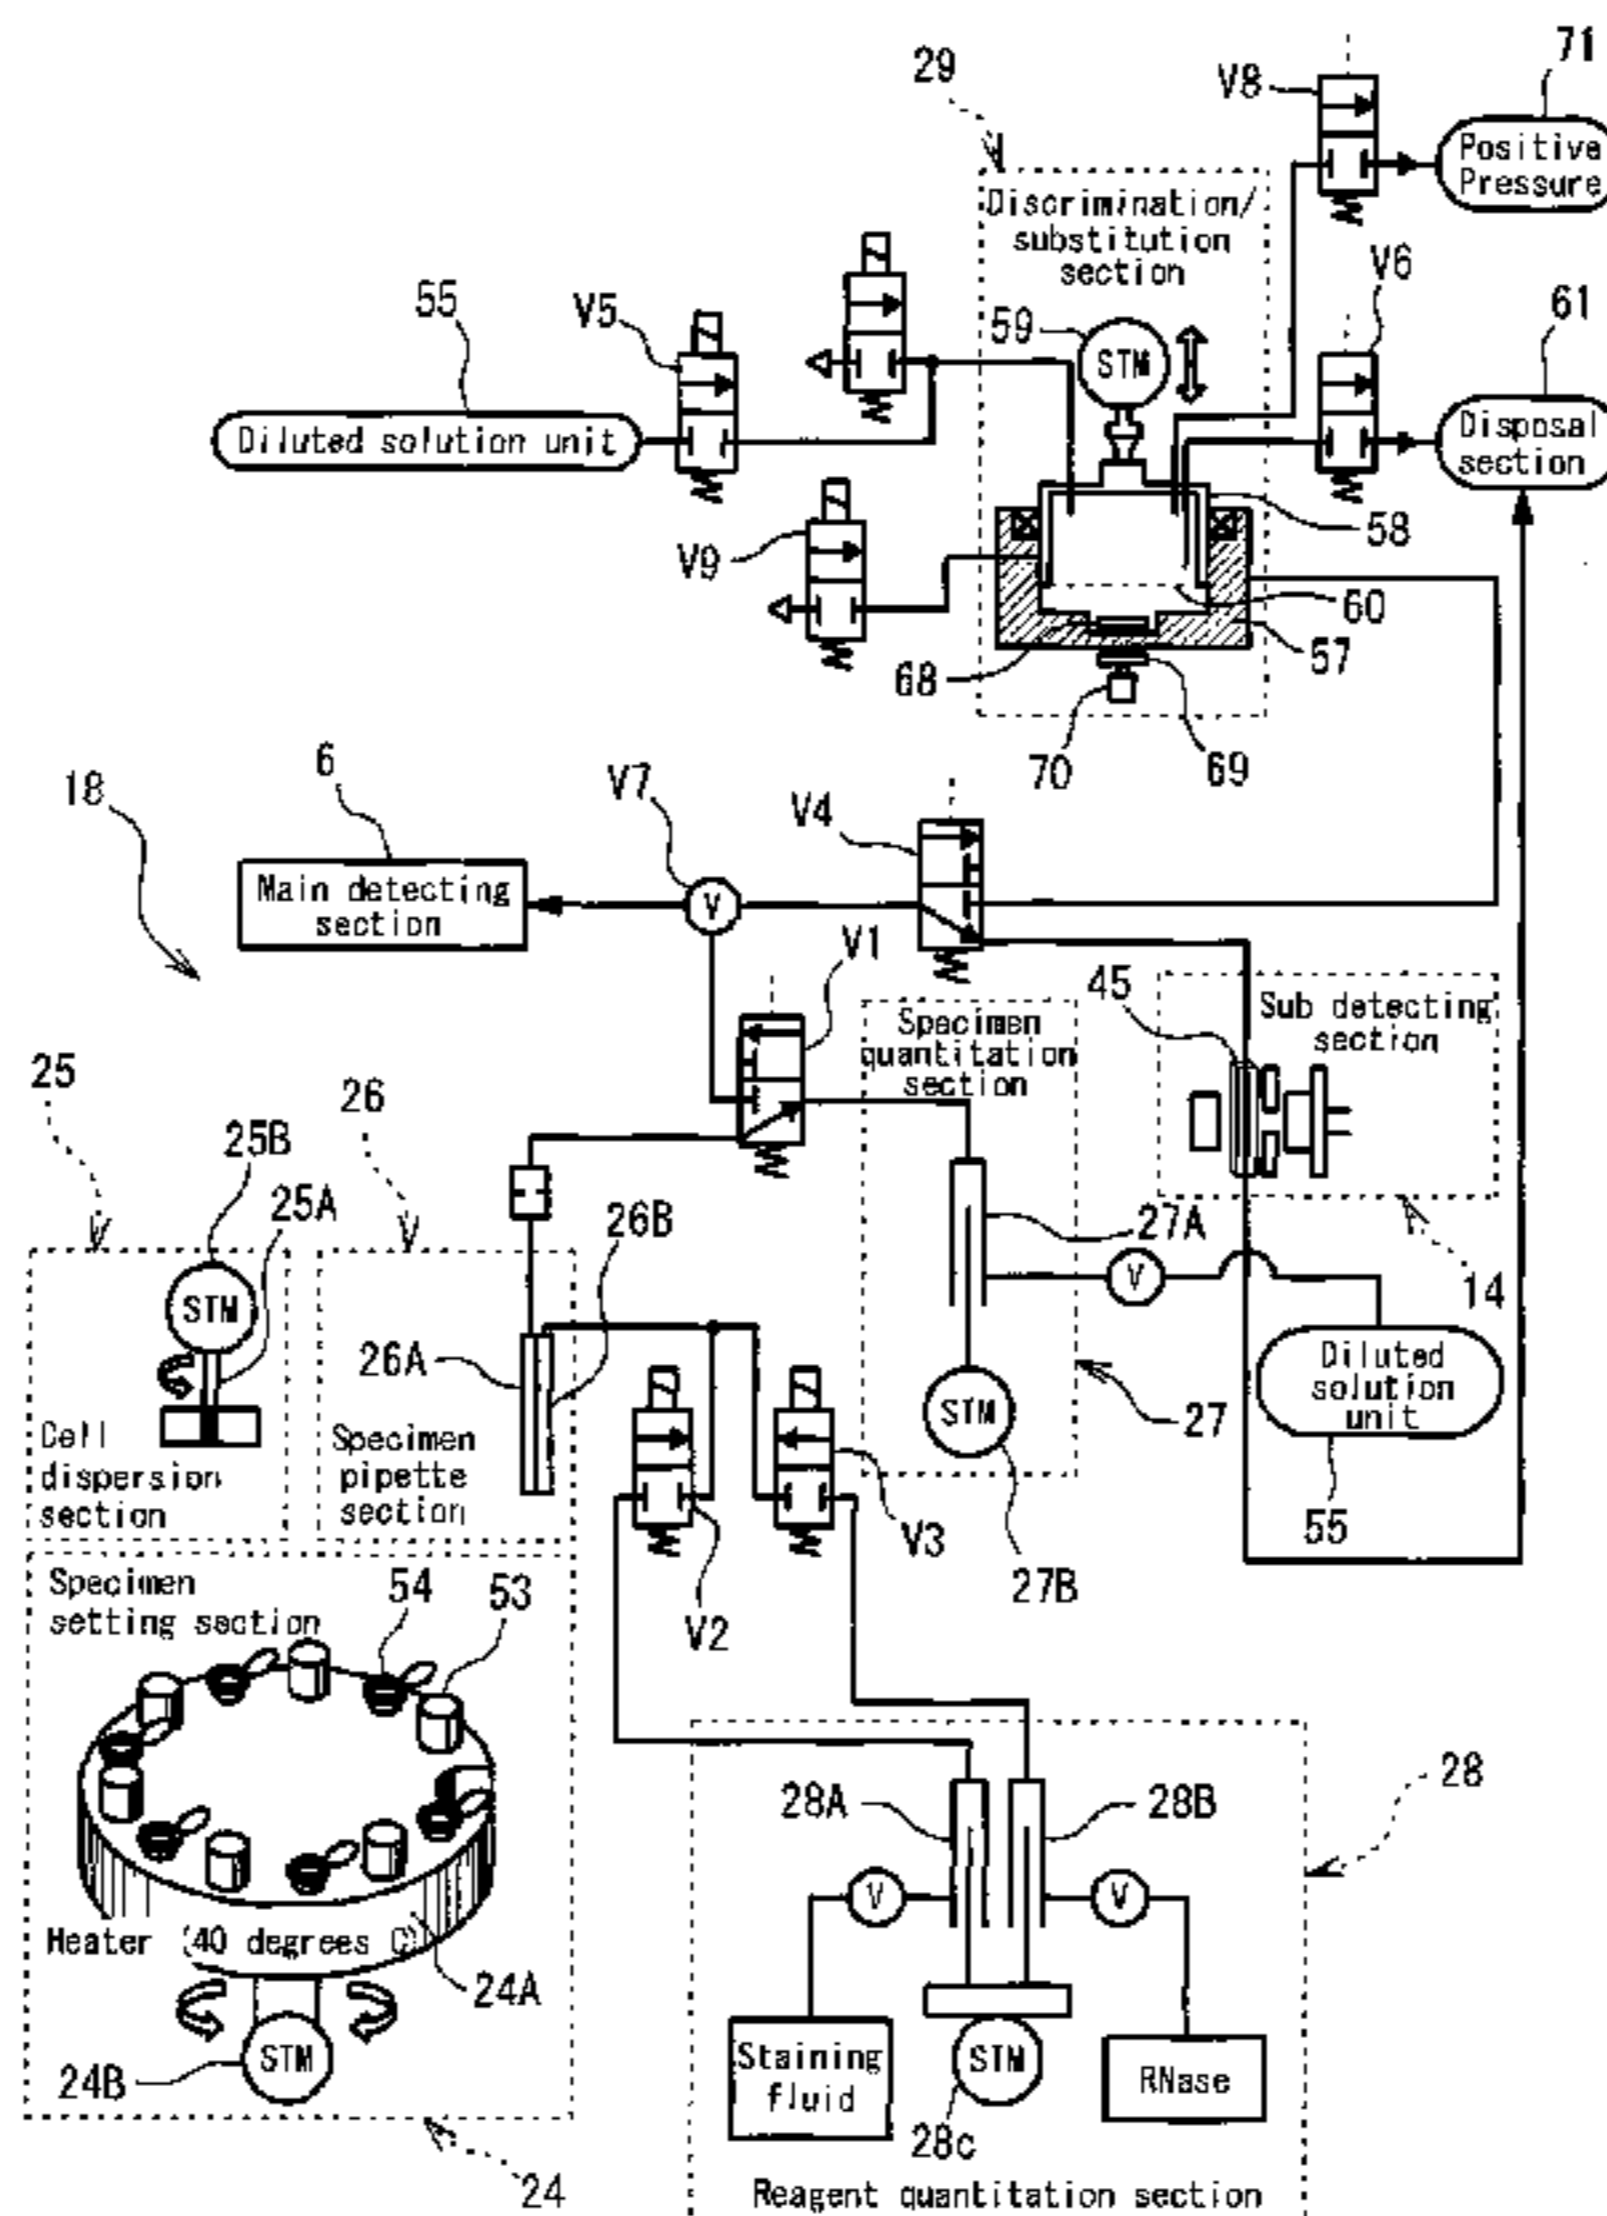 71
29
V8
Positive
Pressure
Discrimination/
substitution
section
V6
55
V5
59
STM
61
Diluted solution unit
Disposal
section
58
V9
60
57
68
70
69
6
18
V7
V4
Main detecting
section
V
V1
45
Sub detecting
section
Specimen
quantitation
section
25
26
25B
25A
26B
27A
STM
V
14
26A
Diluted
solution
unit
STM
27
Cell
dispersion
section
Specimen
pipette
section
V3
55
27B
V2
Specimen
setting section
54
53
28
28A
28B
V
V
Heater (40 degrees C)
24A
STM
24B
Staining
fluid
STM
RNase
28c
24
Reagent quantitation section